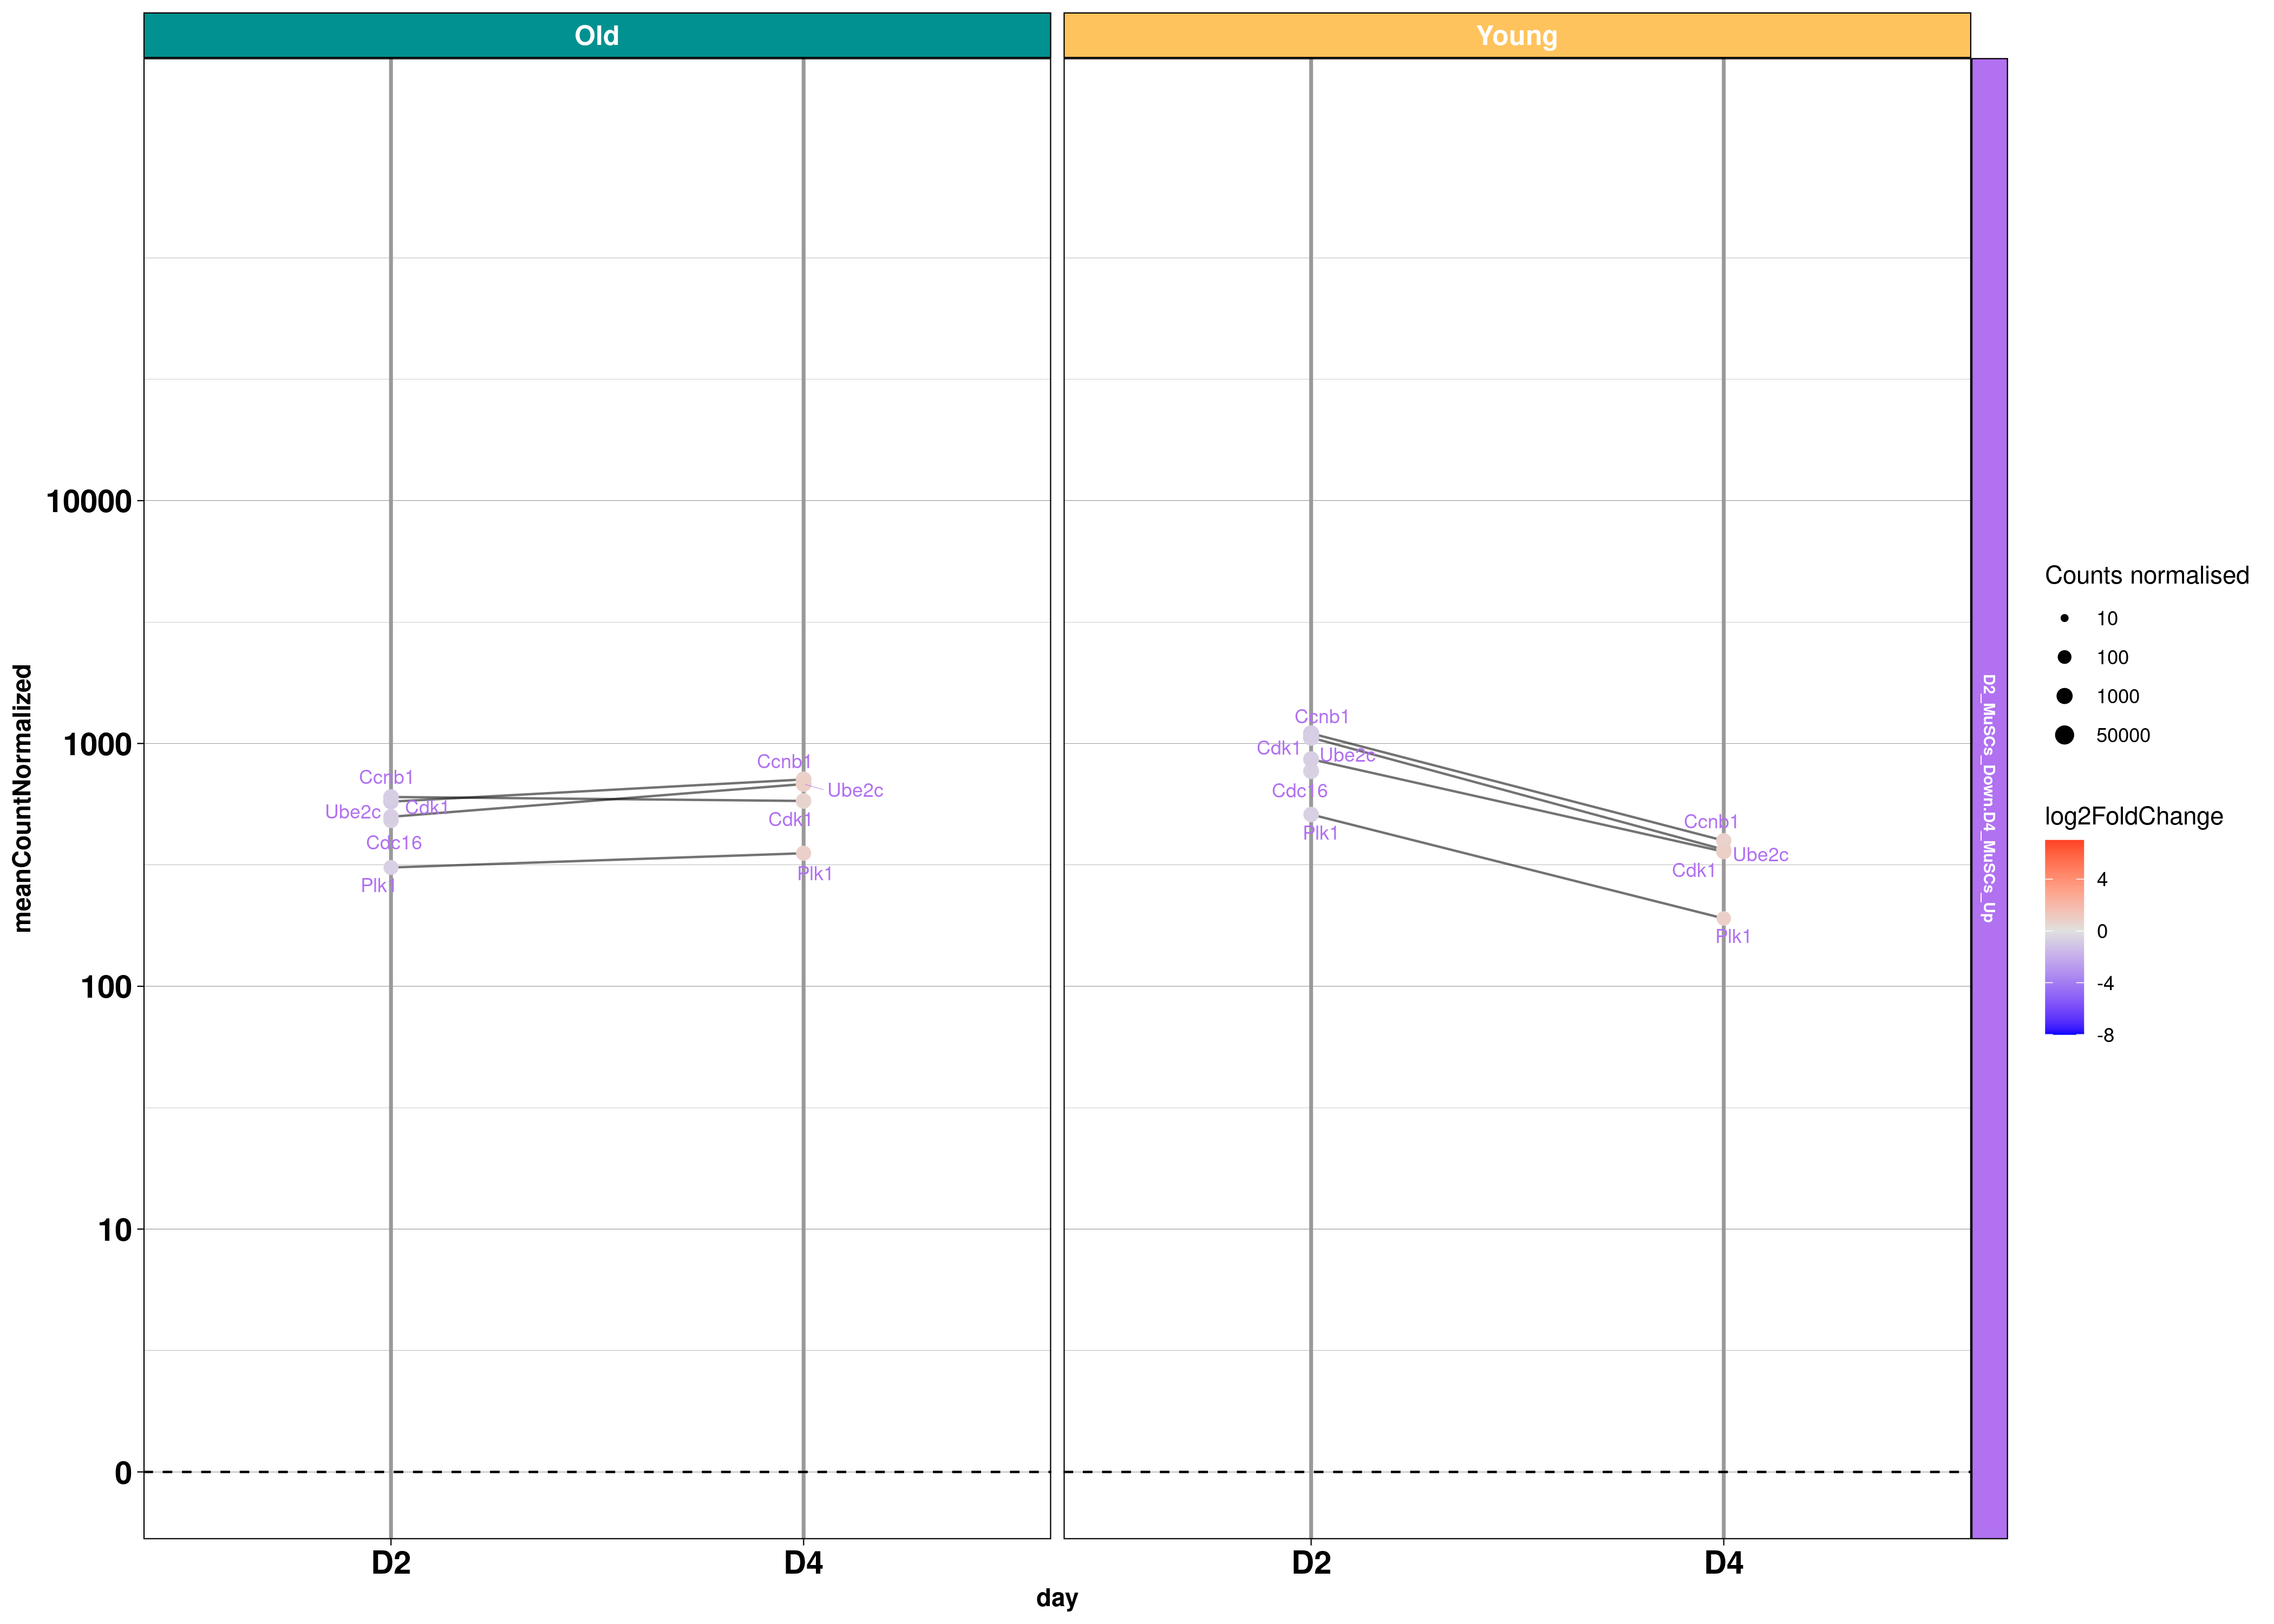 Old
Young
meanCountNormalized
10000
1000
100
10
0
Ccnb1
Ube2c
Cdk1
Cdc16
Plk1
Ccnb1
Ube2c
Cdk1
Plk1
Ccnb1
Cdk1
Ube2c
Cdc16
Plk1
Ccnb1
Ube2c
Cdk1
Plk1
D2_MuSCs_Down.D4_MuSCs_Up
D2
D4
D2
D4
day
Counts normalised
10
100
1000
50000
log2FoldChange
4
0
-4
-8